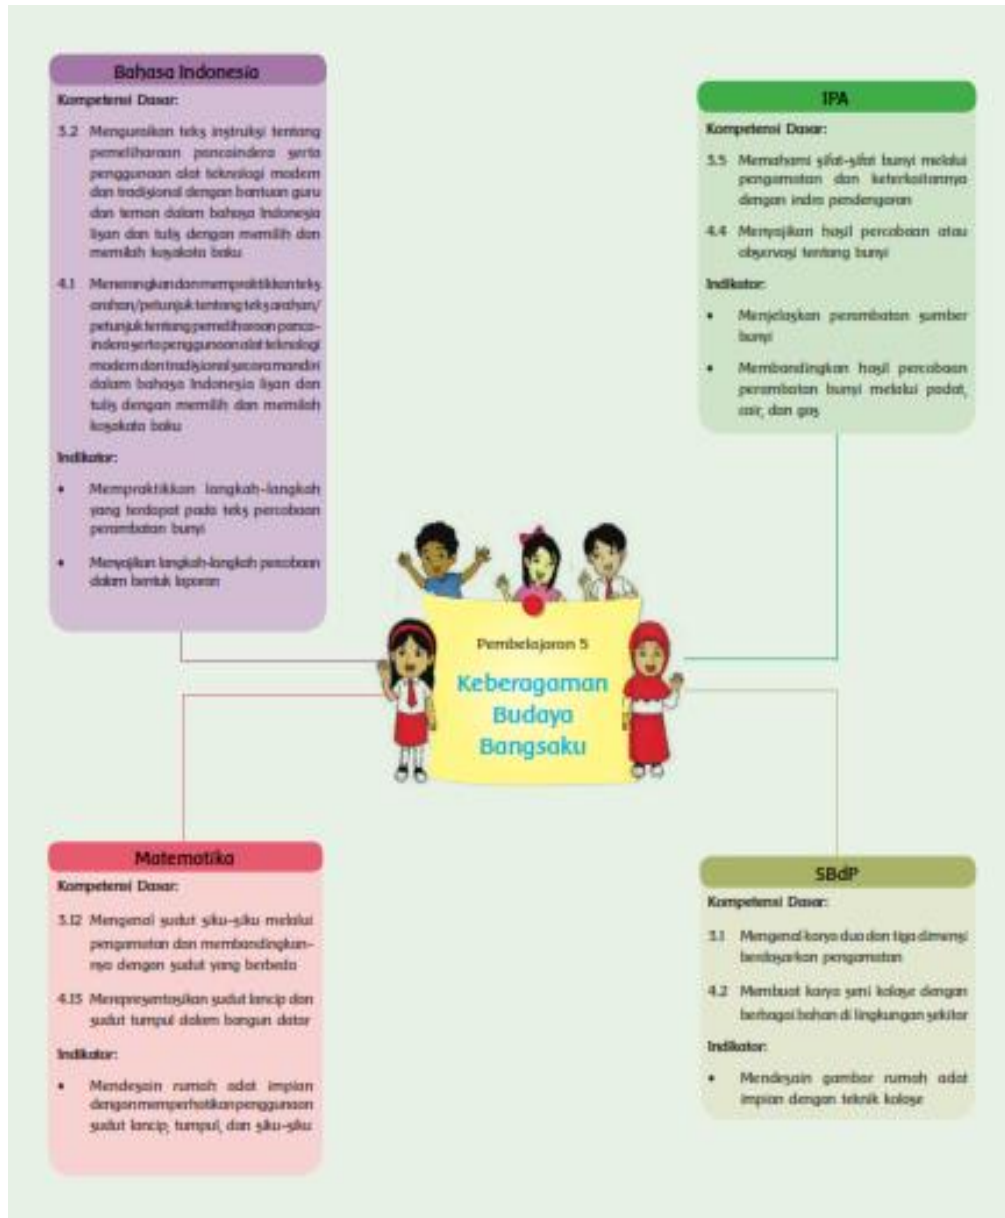 Bahasa Indonesia
Kompetensi Dasar:
3.2 Menguraikan teks instruksi tentang
pemeliharaan pancaindera serta
penggunaan alat teknologi modern
dan tradisional dengan bantuan guru
dan teman dalam bahasa Indonesia
lisan dan tulis dengan memilih dan
memilah kosakata baku
4.1 Menerangkan dan mempraktikkan teks
arahan/petunjuk tentang teks arahan/
petunjuk tentang pemeliharaan panca-
indera serta penggunaan alat teknologi
modern dan tradisional secara mandiri
dalam bahasa Indonesia lisan dan
tulis dengan memilih dan memilah
kosakata baku
Indikator:
• Mempraktikkan langkah-langkah
yang terdapat pada teks percobaan
perambatan bunyi
• Menyajikan langkah-langkah percobaan
dalam bentuk laporan
IPA
Kompetensi Dasar:
3.5 Memahami sifat-sifat bunyi melalui
pengamatan dan keterkaitannya
dengan indra pendengaran
4.4 Menyajikan hasil percobaan atau
observasi tentang bunyi
Indikator:
• Menjelaskan perambatan sumber
bunyi
• Membandingkan hasil percobaan
perambatan bunyi melalui padat,
cair, dan gas
Pembelajaran 5
Keberagaman
Budaya
Bangsaku
Matematika
Kompetensi Dasar:
3.12 Mengenal sudut siku-siku melalui
pengamatan dan membandingkan-
nya dengan sudut yang berbeda
4.13 Merepresentasikan sudut lancip dan
sudut tumpul dalam bangun datar
Indikator:
• Mendesain rumah adat impian
dengan memperhatikan penggunaan
sudut lancip, tumpul, dan siku-siku
SBdP
Kompetensi Dasar:
3.1 Mengenal karya dua dan tiga dimensi
berdasarkan pengamatan
4.2 Membuat karya seni kolase dengan
berbagai bahan di lingkungan sekitar
Indikator:
• Mendesain gambar rumah adat
impian dengan teknik kolase